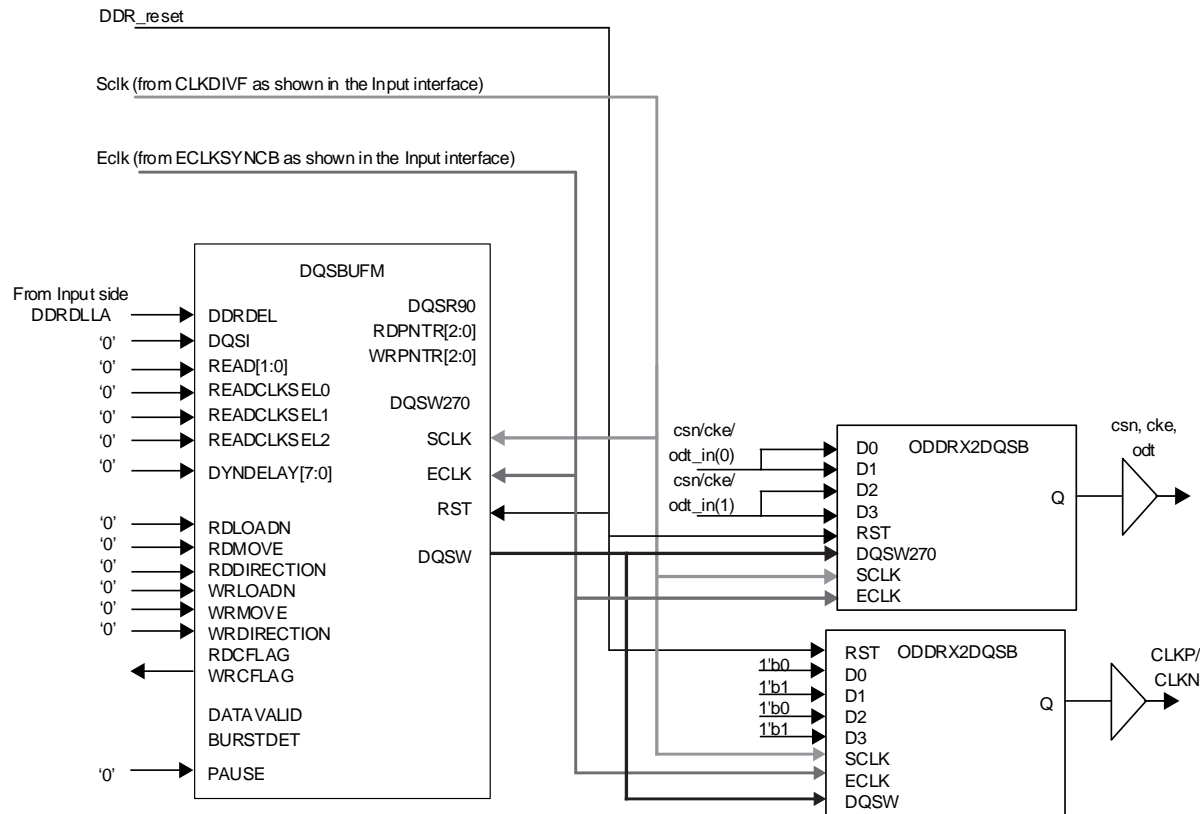 DDR_reset
Sclk (from CLKDIVF as shown in the Input interface)
Eclk (from ECLKSYNCB as shown in the Input interface)
DQSBUFM
From Input side
DDRDLLA
DDRDEL
DQSR90
'0'
DQSI
RDPNTR[2:0]
'0'
READ[1:0]
WRPNTR[2:0]
'0'
READCLKSEL0
DQSW270
'0'
READCLKSEL1
'0'
READCLKSEL2
SCLK
'0'
DYNDELAY[7:0]
ECLK
RST
'0'
RDLOADN
'0'
RDMOVE
DQSW
'0'
RDDIRECTION
'0'
WRLOADN
'0'
WRMOVE
'0'
WRDIRECTION
RDCFLAG
WRCFLAG
DATAVALID
BURSTDET
'0'
PAUSE
csn/cke/
odt_in(0)
csn/cke/
odt_in(1)
ODDRX2DQSB
D0
D1
D2
D3
RST
DQSW270
SCLK
ECLK
Q
csn, cke,
odt
RST
ODDRX2DQSB
1'b0
D0
1'b1
D1
1'b0
D2
1'b1
D3
SCLK
ECLK
DQSW
Q
CLKP/
CLKN